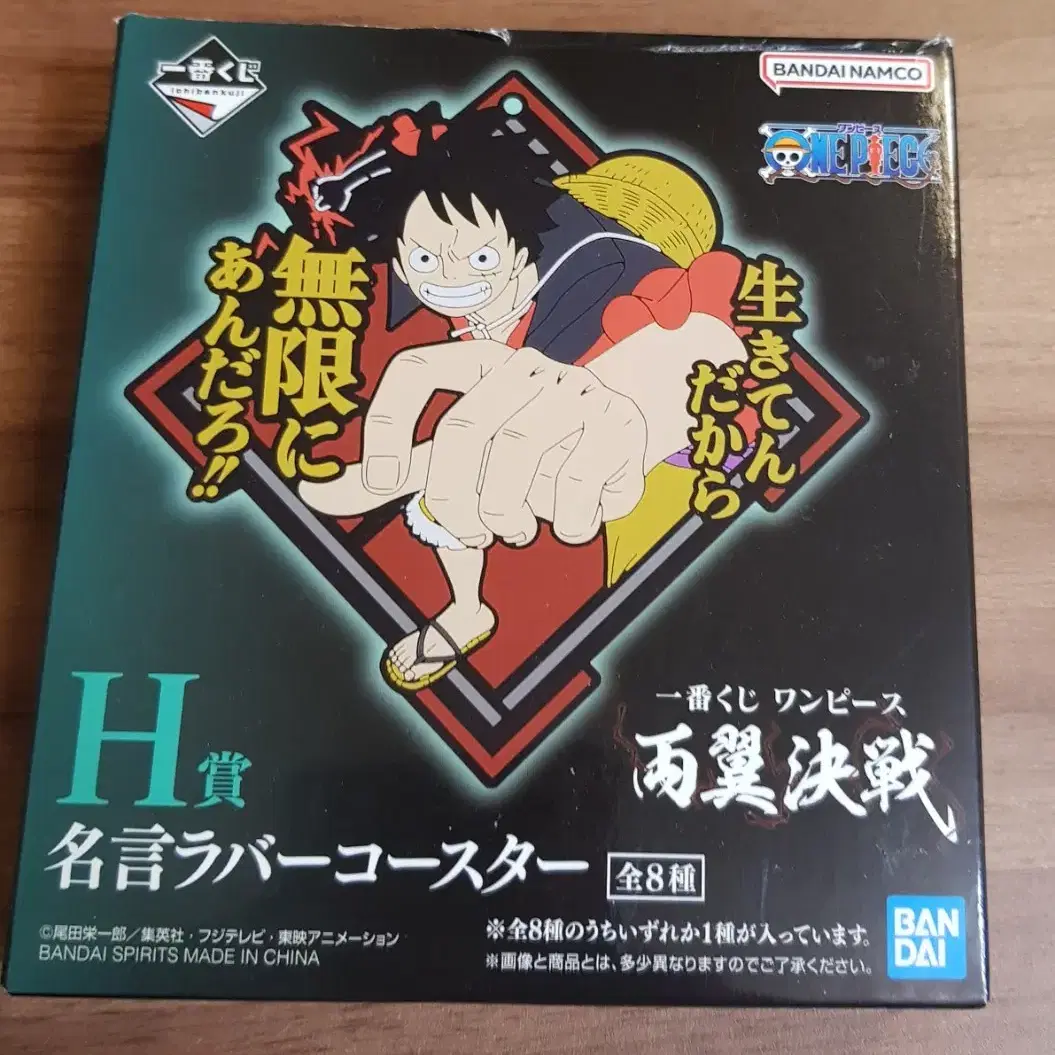 一番くじ
ichibankuji
BANDAI NAMCO
ワンピース
ONE PIECE
生きてん
だから
無限に
あんだろ!!
H賞
名言ラバーコースター
全8種
一番くじ ワンピース
両翼決戦
©尾田栄一郎／集英社・フジテレビ・東映アニメーション
BANDAI SPIRITS MADE IN CHINA
※全8種のうちいずれか1種が入っています。
※画像と商品とは、多少異なりますのでご了承ください。
BAN
DAI